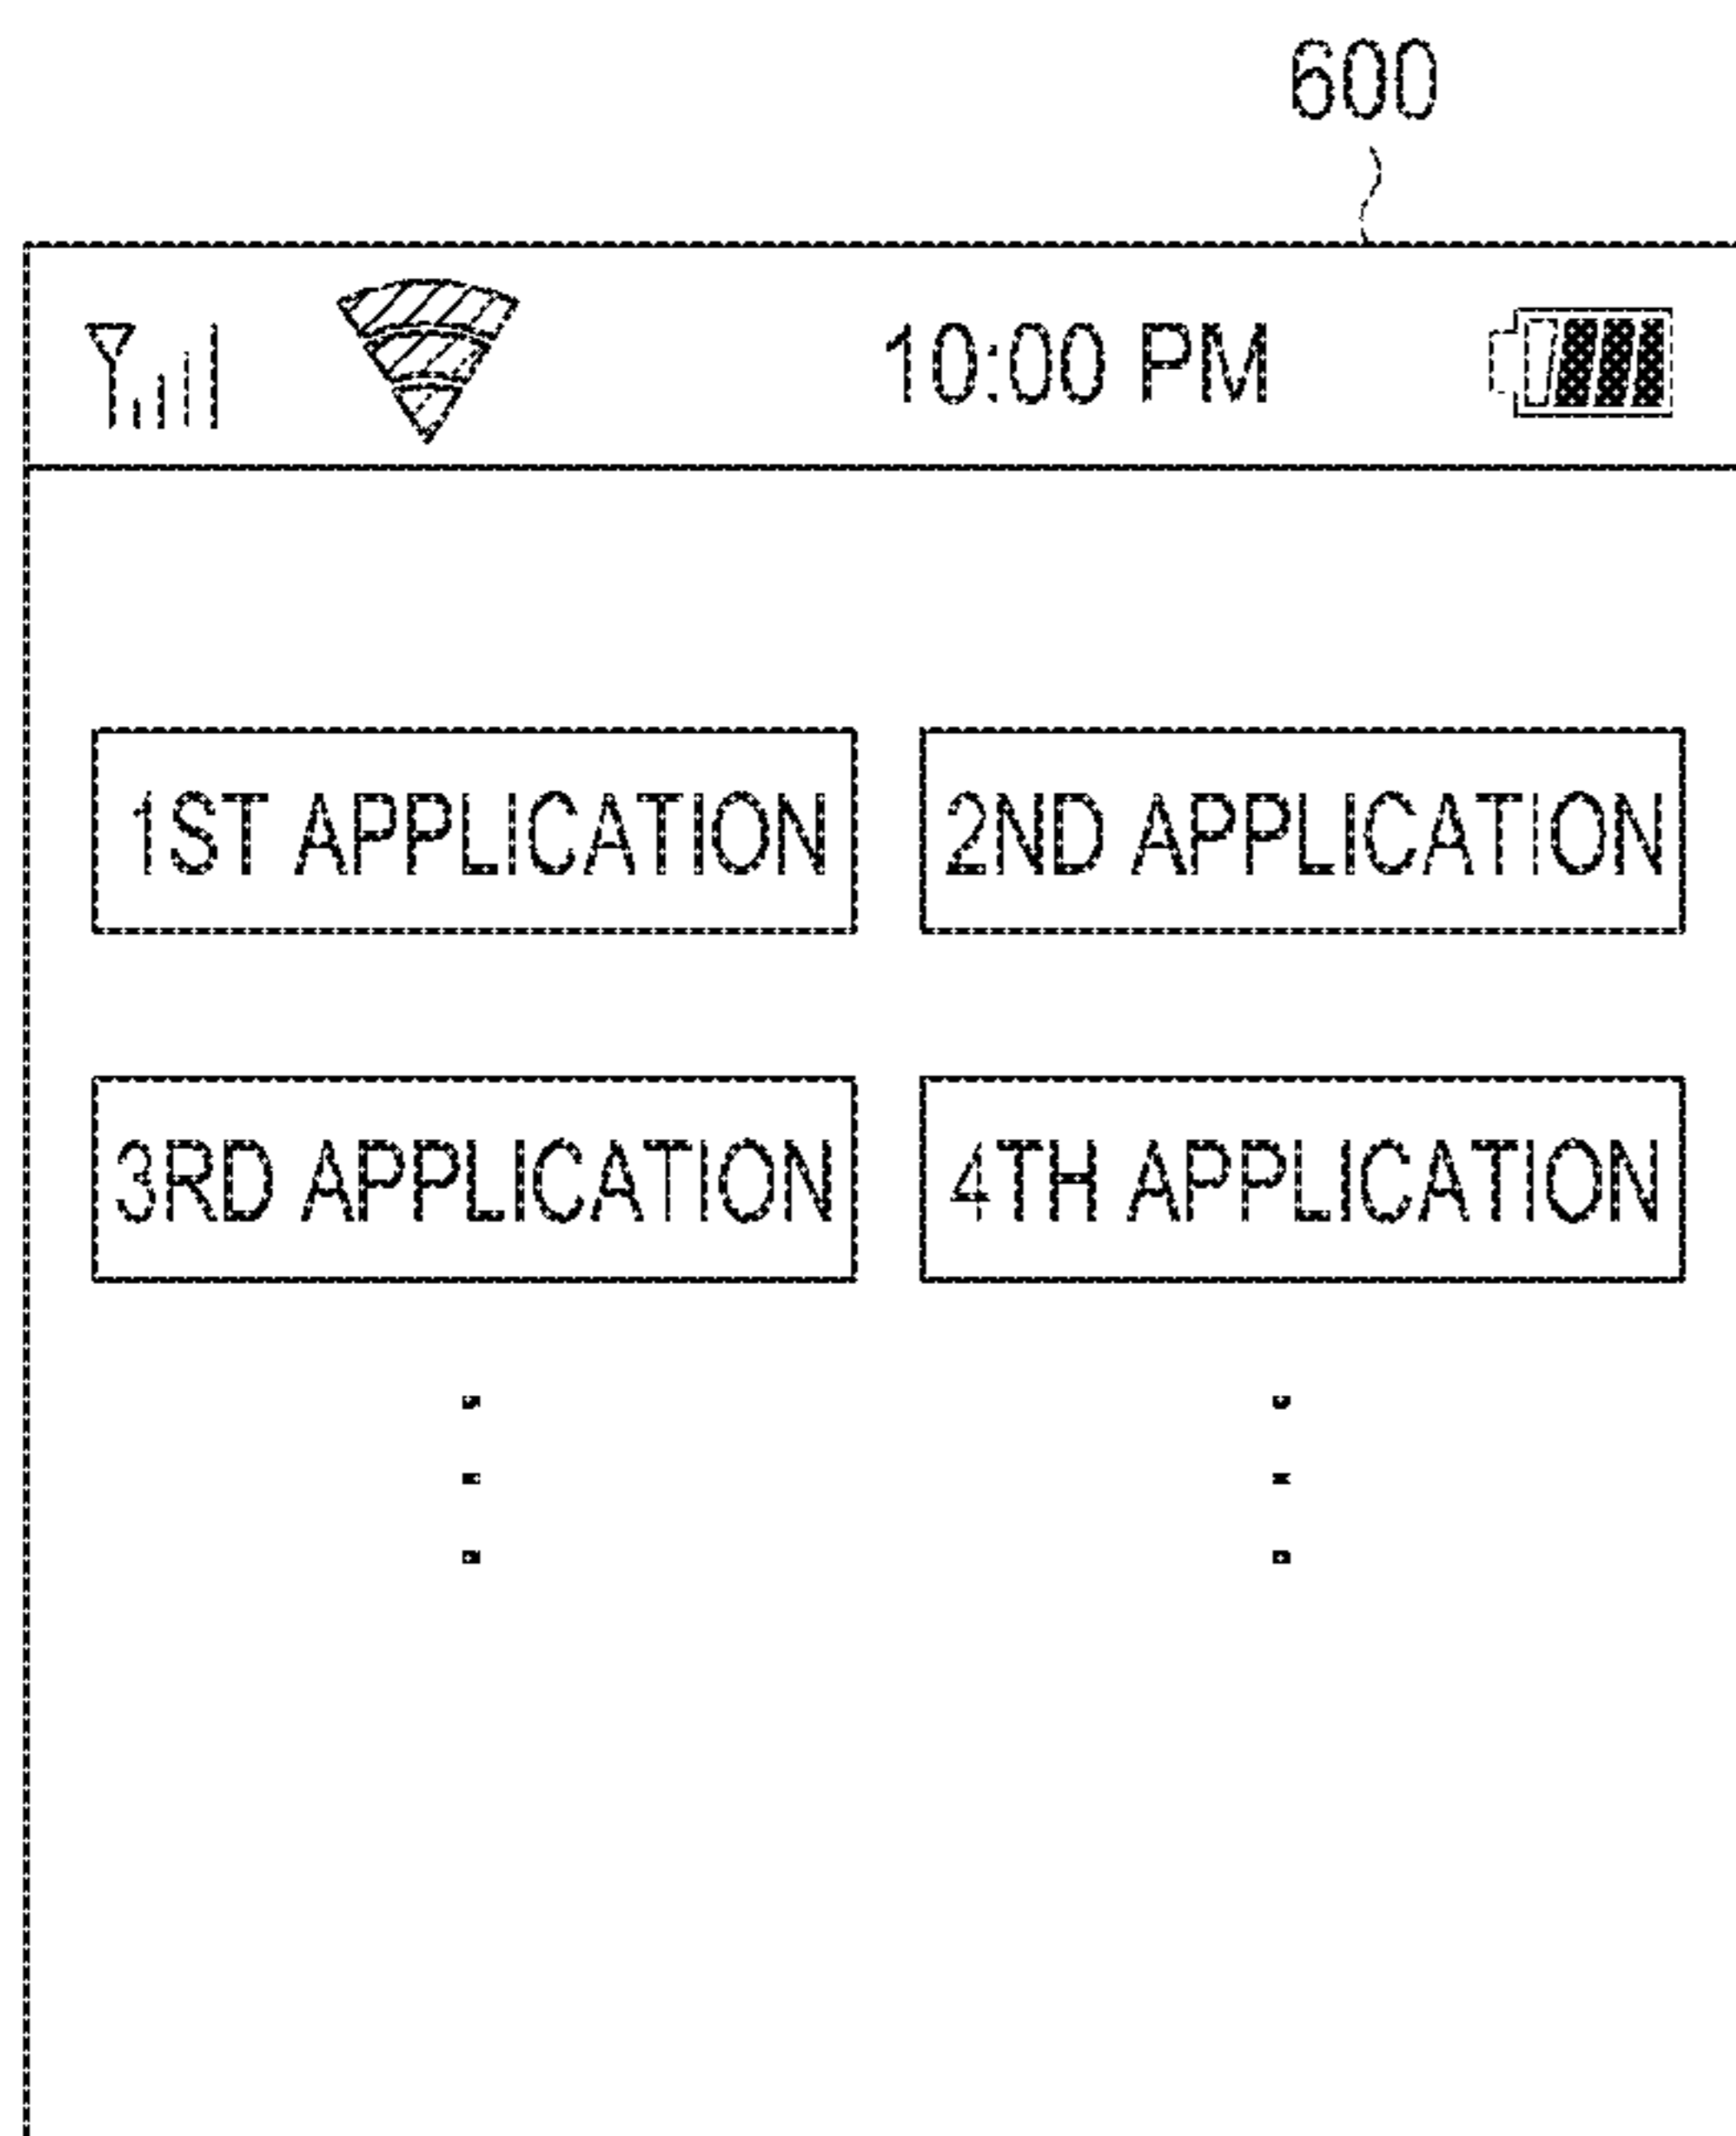 600
10:00 PM
1ST APPLICATION 2ND APPLICATION
3RD APPLICATION 4TH APPLICATION